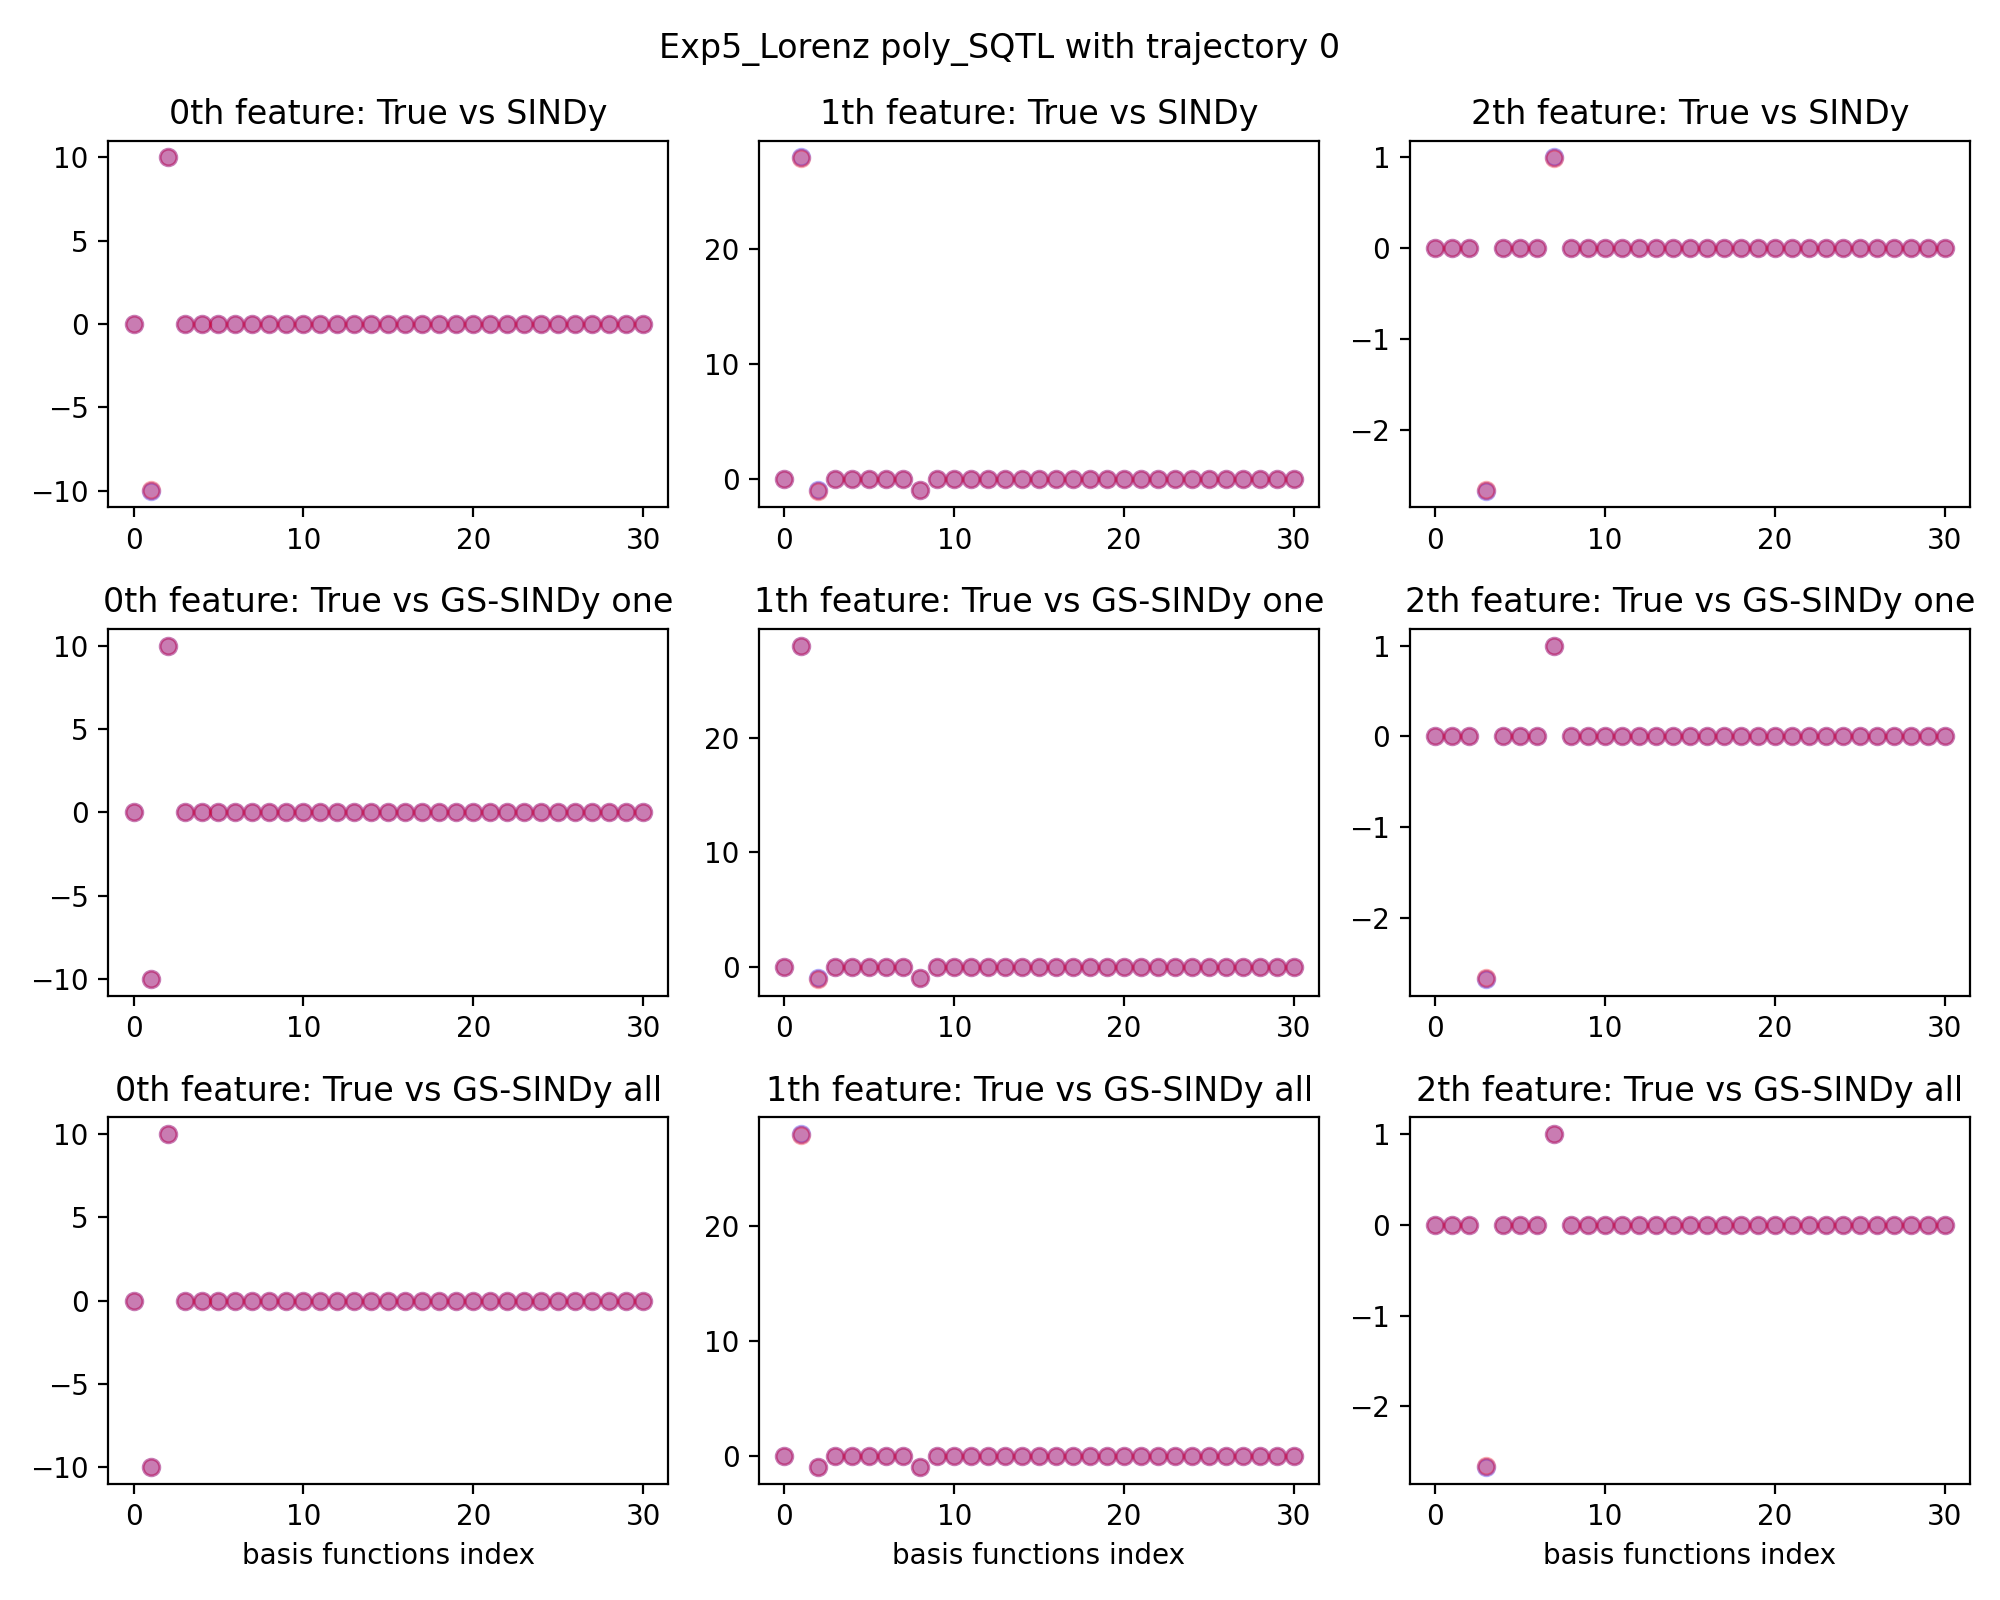 Exp5_Lorenz poly_SQTL with trajectory 0
0th feature: True vs SINDy
1th feature: True vs SINDy
2th feature: True vs SINDy
10
5
0
−5
−10
0 10 20 30
20
10
0
0 10 20 30
1
0
−1
−2
0 10 20 30
0th feature: True vs GS-SINDy one
1th feature: True vs GS-SINDy one
2th feature: True vs GS-SINDy one
10
5
0
−5
−10
0 10 20 30
20
10
0
0 10 20 30
1
0
−1
−2
0 10 20 30
0th feature: True vs GS-SINDy all
1th feature: True vs GS-SINDy all
2th feature: True vs GS-SINDy all
10
5
0
−5
−10
0 10 20 30
basis functions index
20
10
0
0 10 20 30
basis functions index
1
0
−1
−2
0 10 20 30
basis functions index